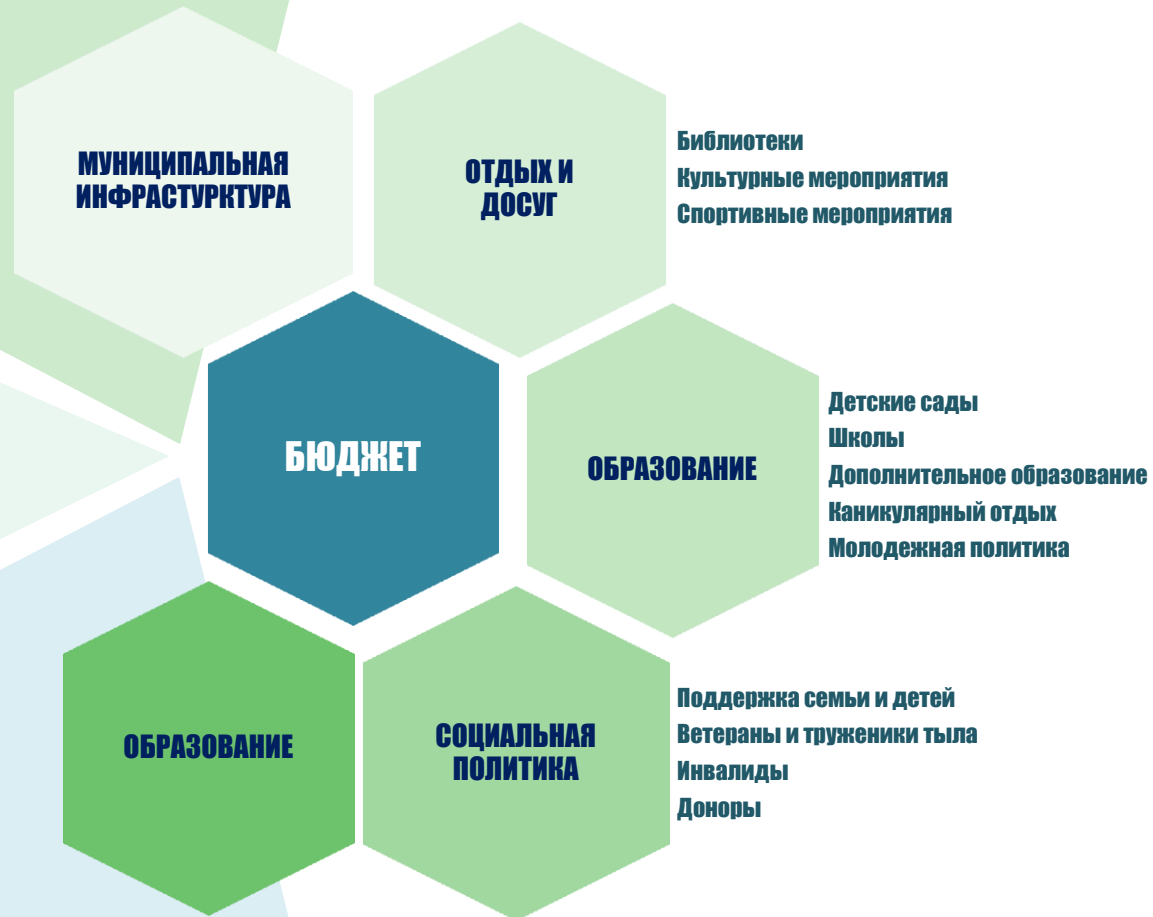 МУНИЦИПАЛЬНАЯ
ИНФРАСТУРКТУРА
ОТДЫХ И
ДОСУГ
Библиотеки
Культурные мероприятия
Спортивные мероприятия
БЮДЖЕТ
ОБРАЗОВАНИЕ
Детские сады
Школы
Дополнительное образование
Каникулярный отдых
Молодежная политика
ОБРАЗОВАНИЕ
СОЦИАЛЬНАЯ
ПОЛИТИКА
Поддержка семьи и детей
Ветераны и труженики тыла
Инвалиды
Доноры